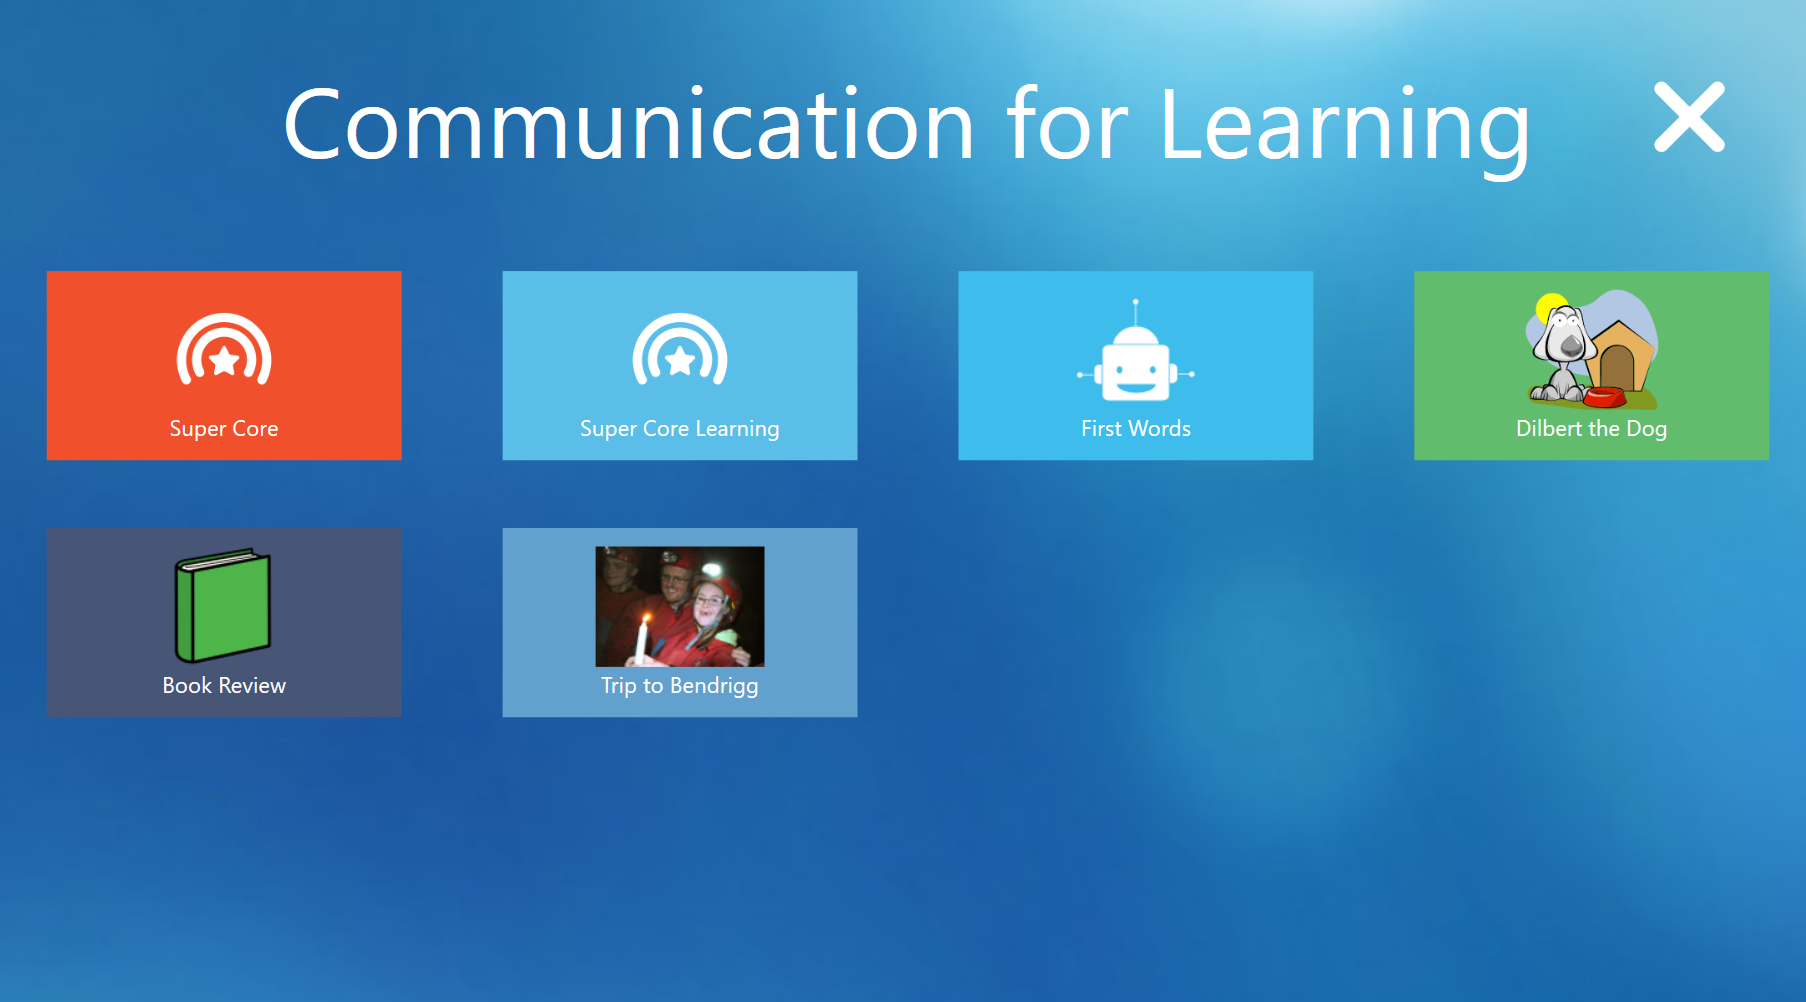 Communication for Learning
Super Core
Super Core Learning
First Words
Dilbert the Dog
Book Review
Trip to Bendrigg